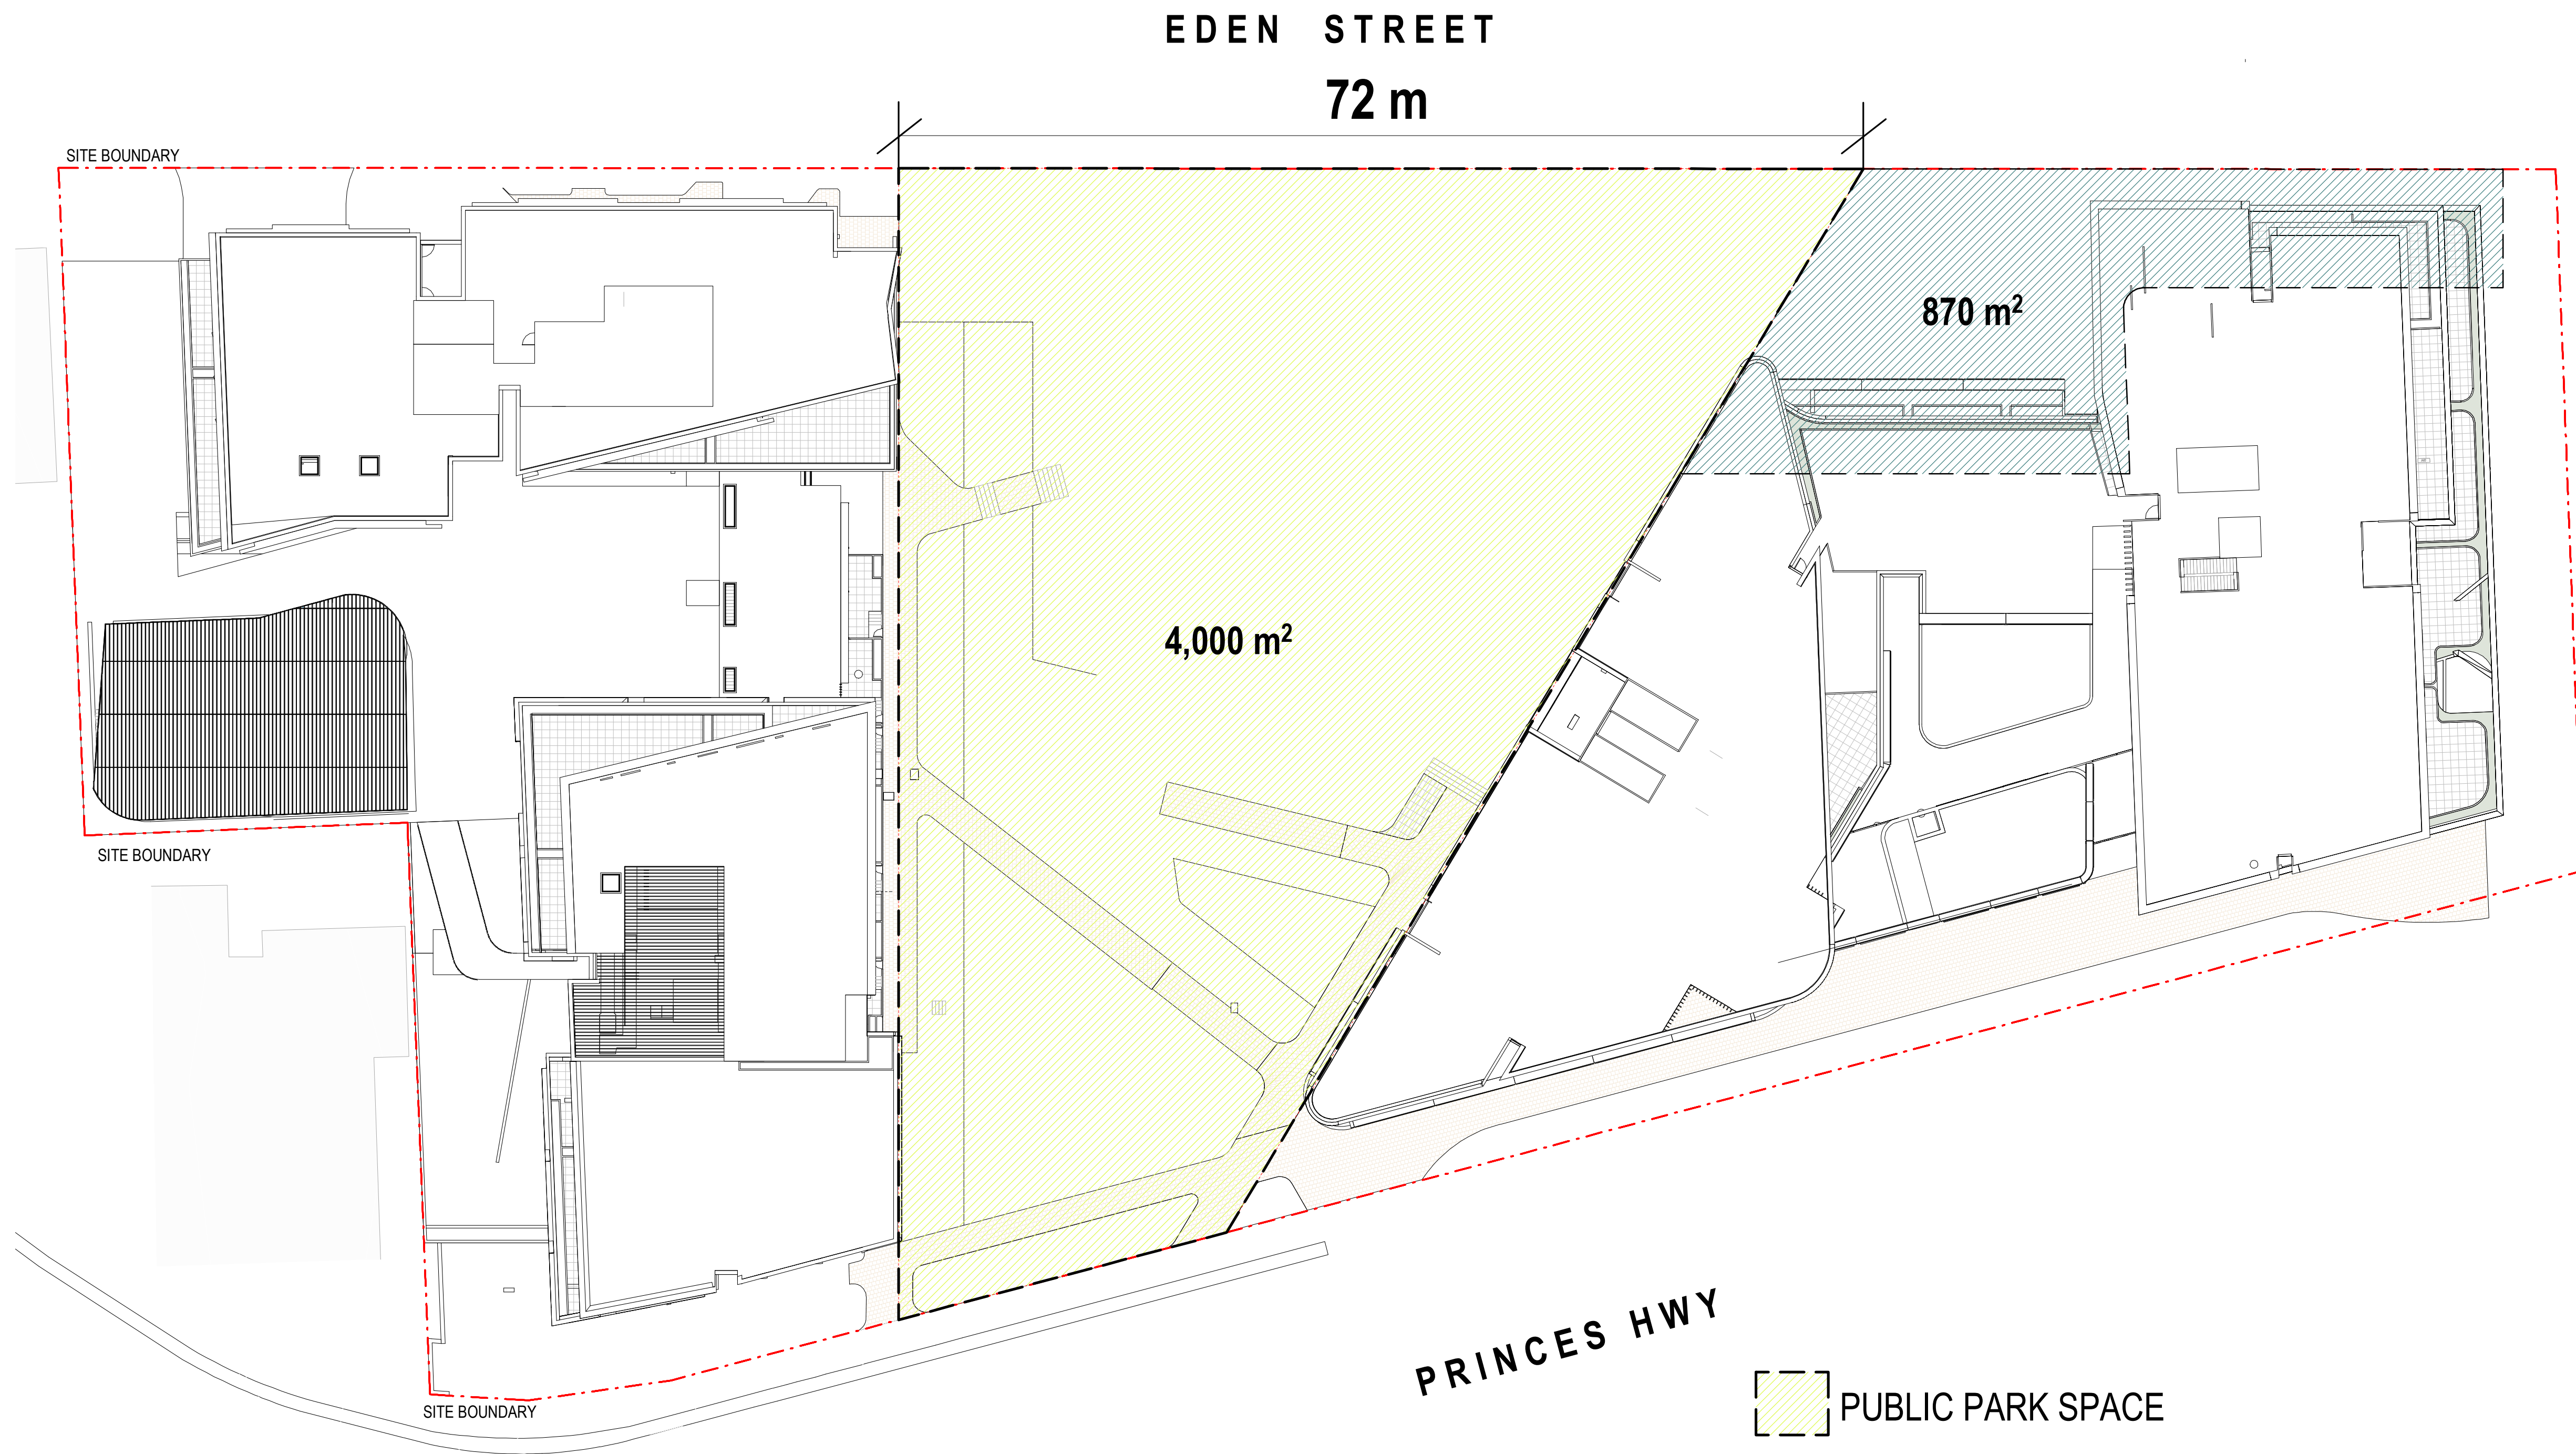 EDEN STREET
72 m
SITE BOUNDARY
870 m²
4,000 m²
SITE BOUNDARY
PRINCES HWY
PUBLIC PARK SPACE
SITE BOUNDARY